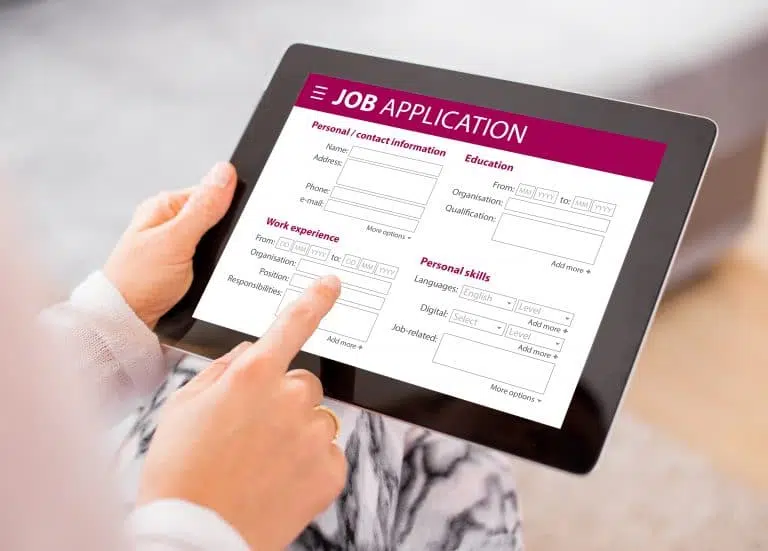 JOB APPLICATION
Personal / contact information
Name:
Address:
Phone:
e-mail:
More options
Work experience
From: DD MM YYYY to: DD MM YYYY
Organisation:
Position:
Responsibilities:
Add more +
Education
From: MM YYYY to: MM YYYY
Organisation:
Qualification:
Add more +
Personal skills
Languages: English Level
Add more +
Digital: Select Level
Add more +
Job-related:
More options